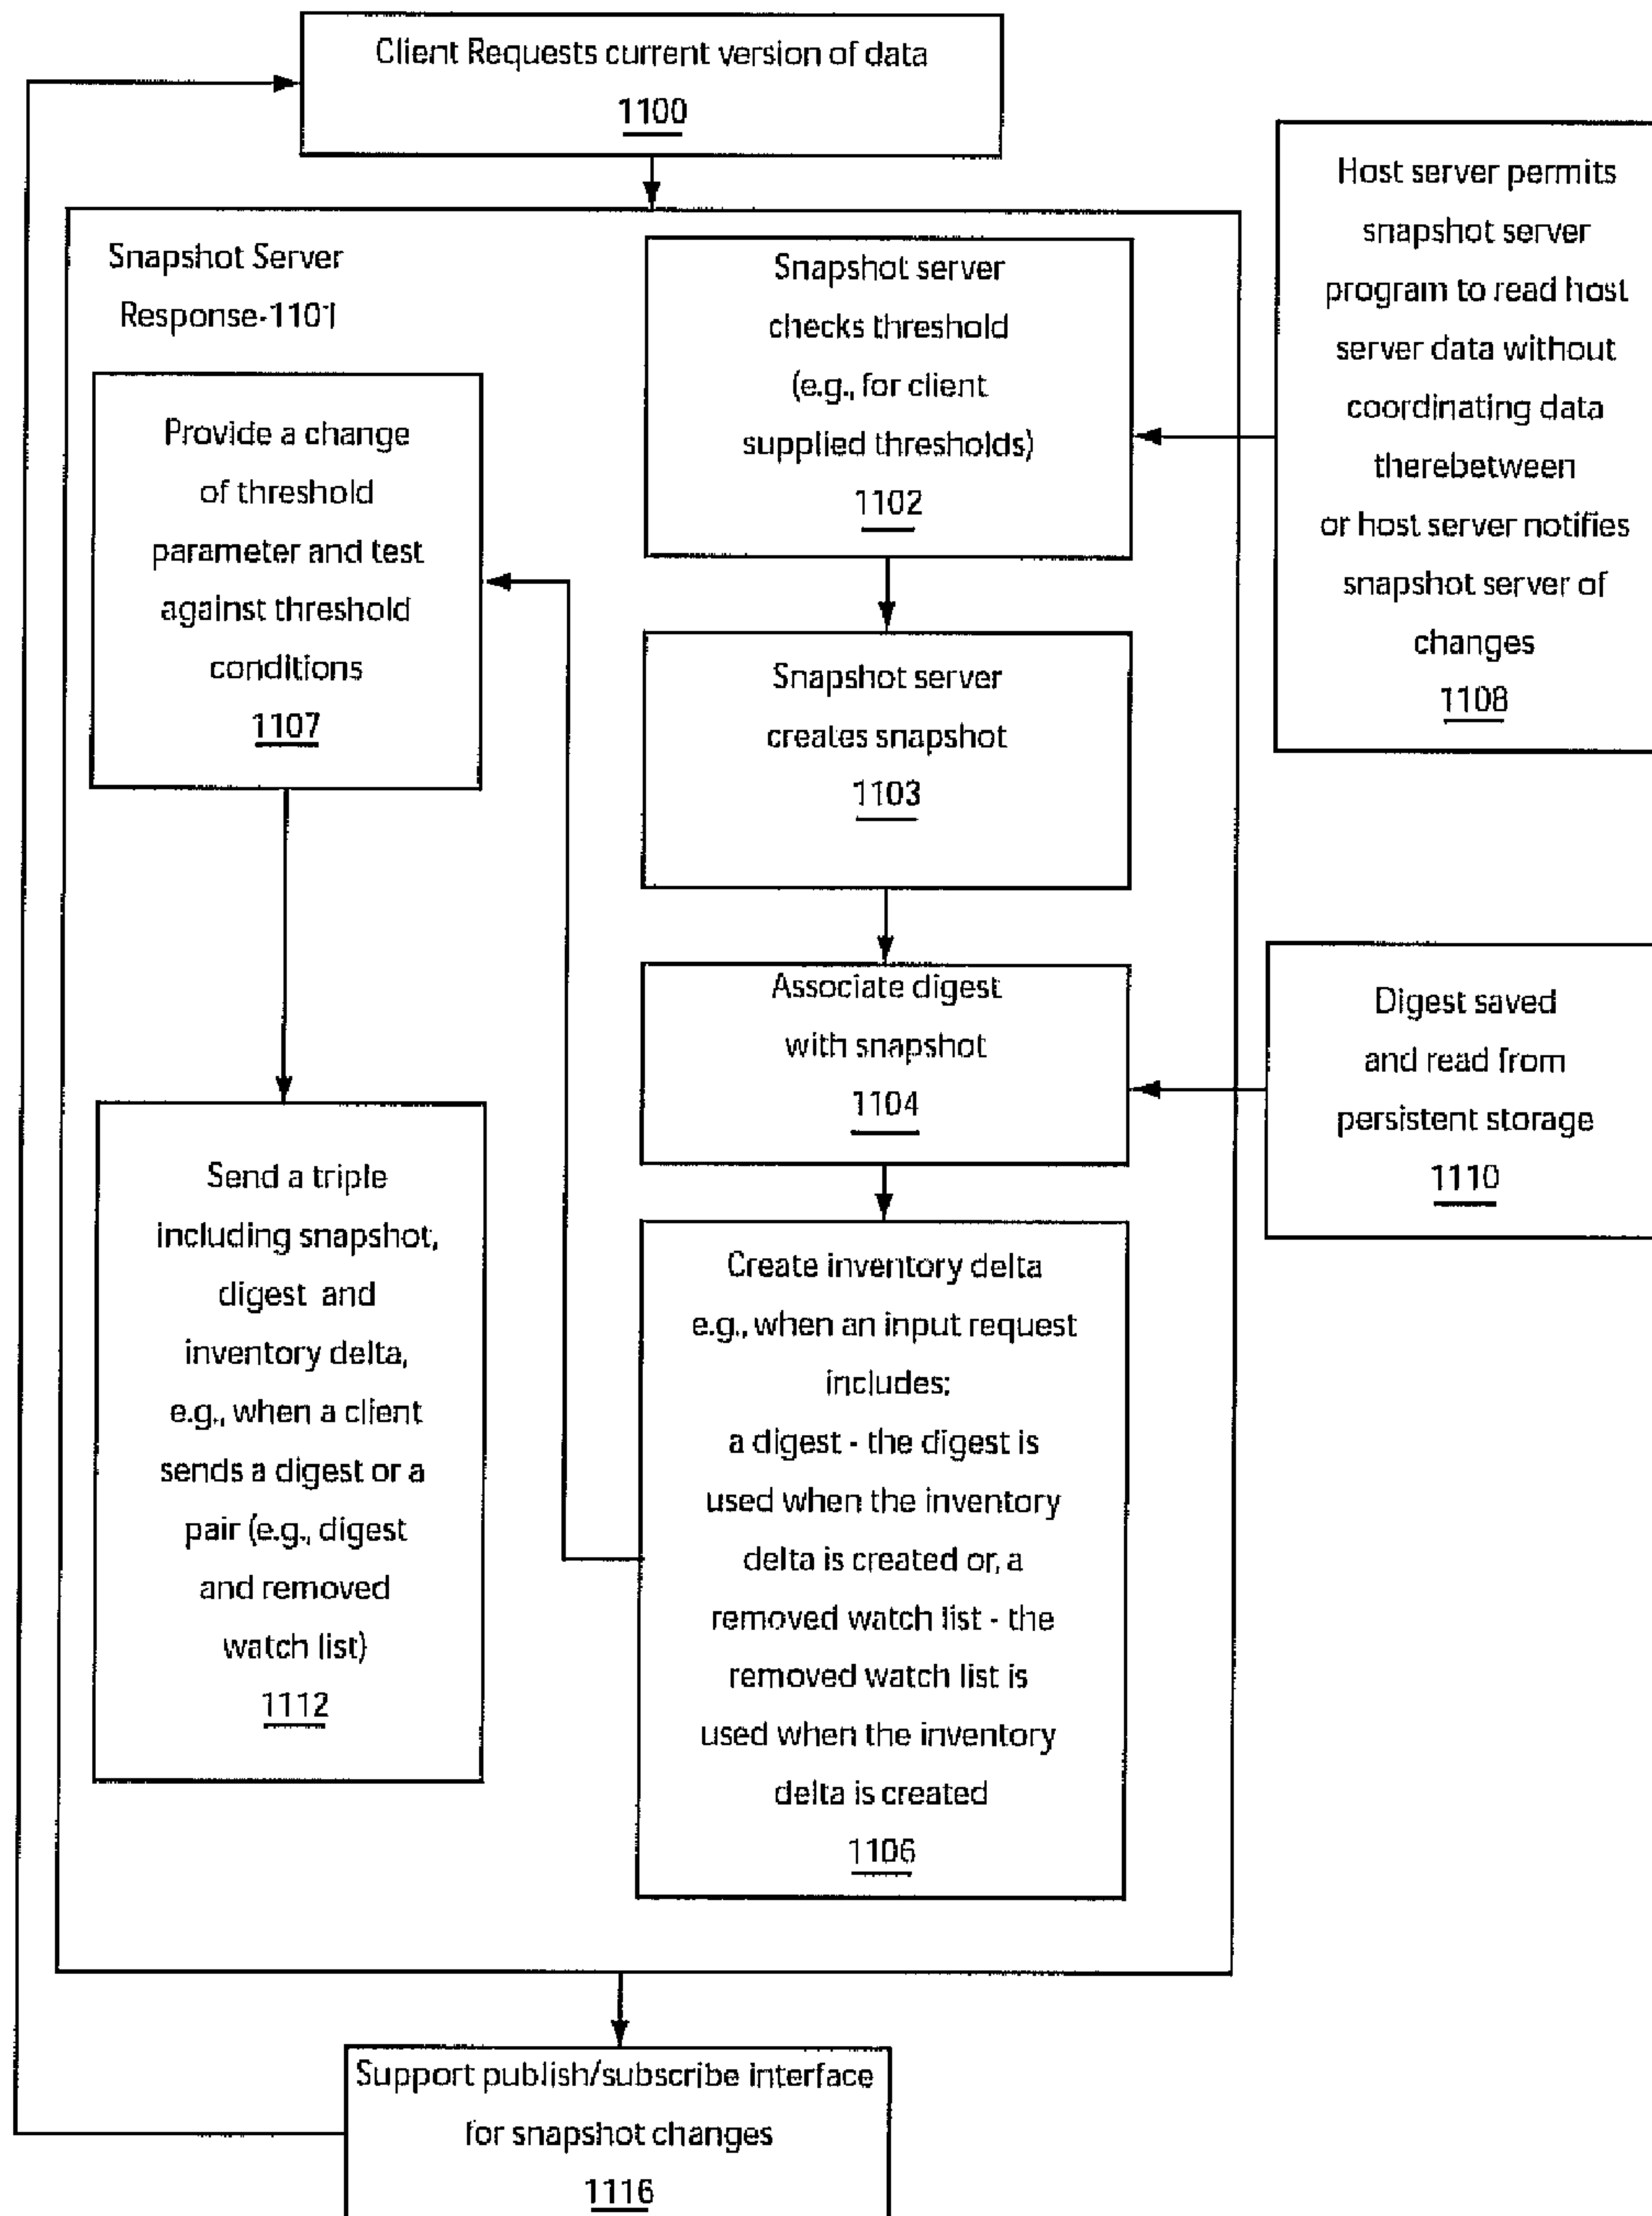 Client Requests current version of data
1100
Snapshot Server
Response-1101
Snapshot server
checks threshold
(e.g., for client
supplied thresholds)
1102
Host server permits
snapshot server
program to read host
server data without
coordinating data
therebetween
or host server notifies
snapshot server of
changes
1108
Provide a change
of threshold
parameter and test
against threshold
conditions
1107
Snapshot server
creates snapshot
1103
Associate digest
with snapshot
1104
Digest saved
and read from
persistent storage
1110
Send a triple
including snapshot,
digest and
inventory delta,
e.g., when a client
sends a digest or a
pair (e.g., digest
and removed
watch list)
1112
Create inventory delta
e.g., when an input request
includes:
a digest - the digest is
used when the inventory
delta is created or, a
removed watch list - the
removed watch list is
used when the inventory
delta is created
1106
Support publish/subscribe interface
for snapshot changes
1116